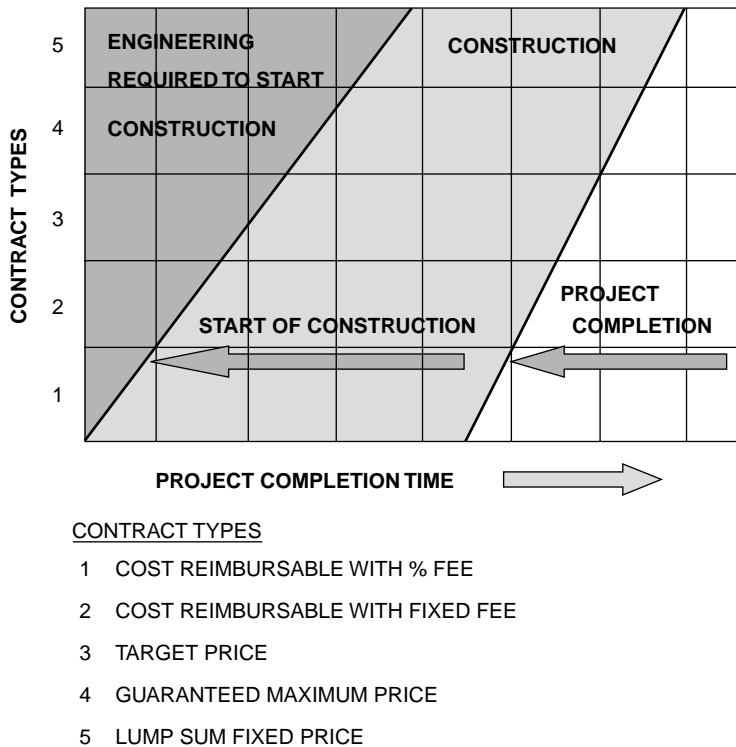 5
ENGINEERING
REQUIRED TO START
CONSTRUCTION
CONSTRUCTION
4
3
2
1
CONTRACT TYPES
START OF CONSTRUCTION
PROJECT
COMPLETION
PROJECT COMPLETION TIME
CONTRACT TYPES
1 COST REIMBURSABLE WITH % FEE
2 COST REIMBURSABLE WITH FIXED FEE
3 TARGET PRICE
4 GUARANTEED MAXIMUM PRICE
5 LUMP SUM FIXED PRICE